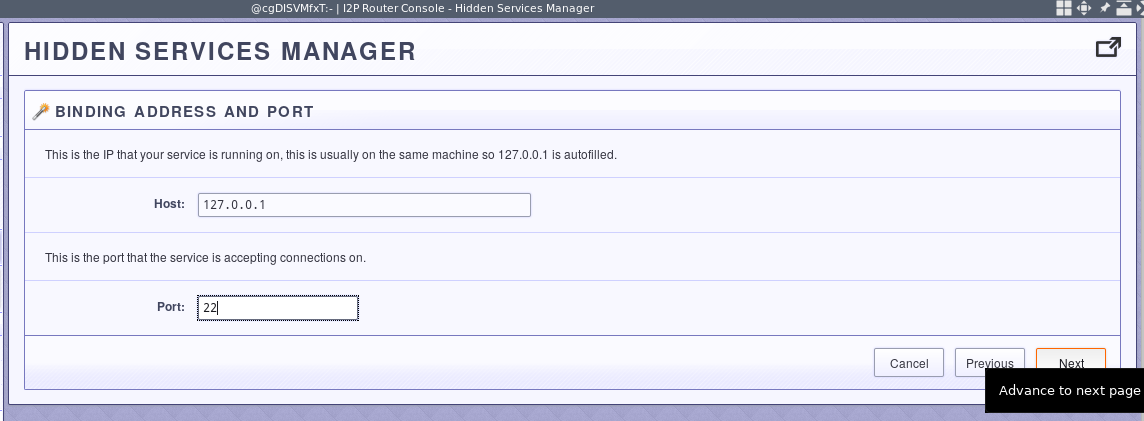 @cgDISVMfxT:- | I2P Router Console - Hidden Services Manager
HIDDEN SERVICES MANAGER
BINDING ADDRESS AND PORT
This is the IP that your service is running on, this is usually on the same machine so 127.0.0.1 is autofilled.
Host: 127.0.0.1
This is the port that the service is accepting connections on.
Port: 22
Cancel Previous Next
Advance to next page